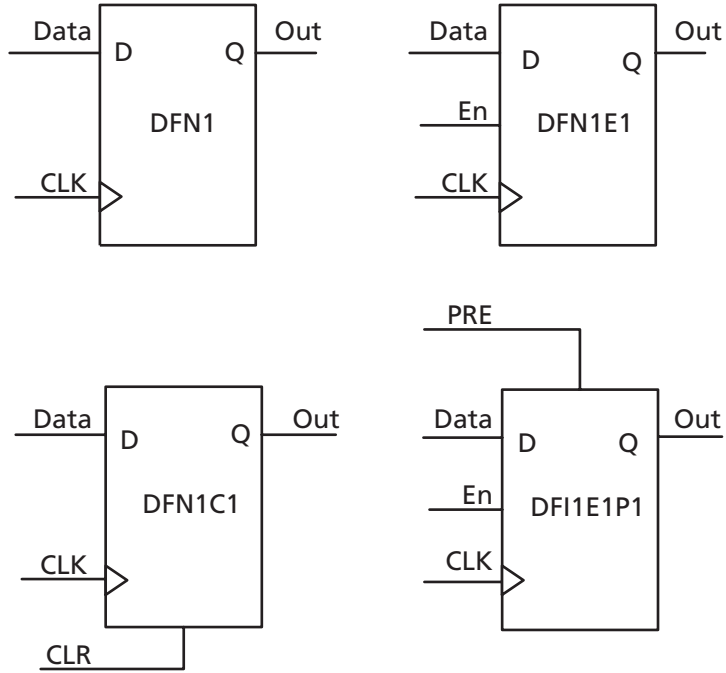 Data
Out
D
Q
DFN1
CLK
Data
Out
D
Q
En
DFN1E1
CLK
Data
Out
D
Q
DFN1C1
CLK
CLR
PRE
Data
Out
D
Q
En
DFI1E1P1
CLK